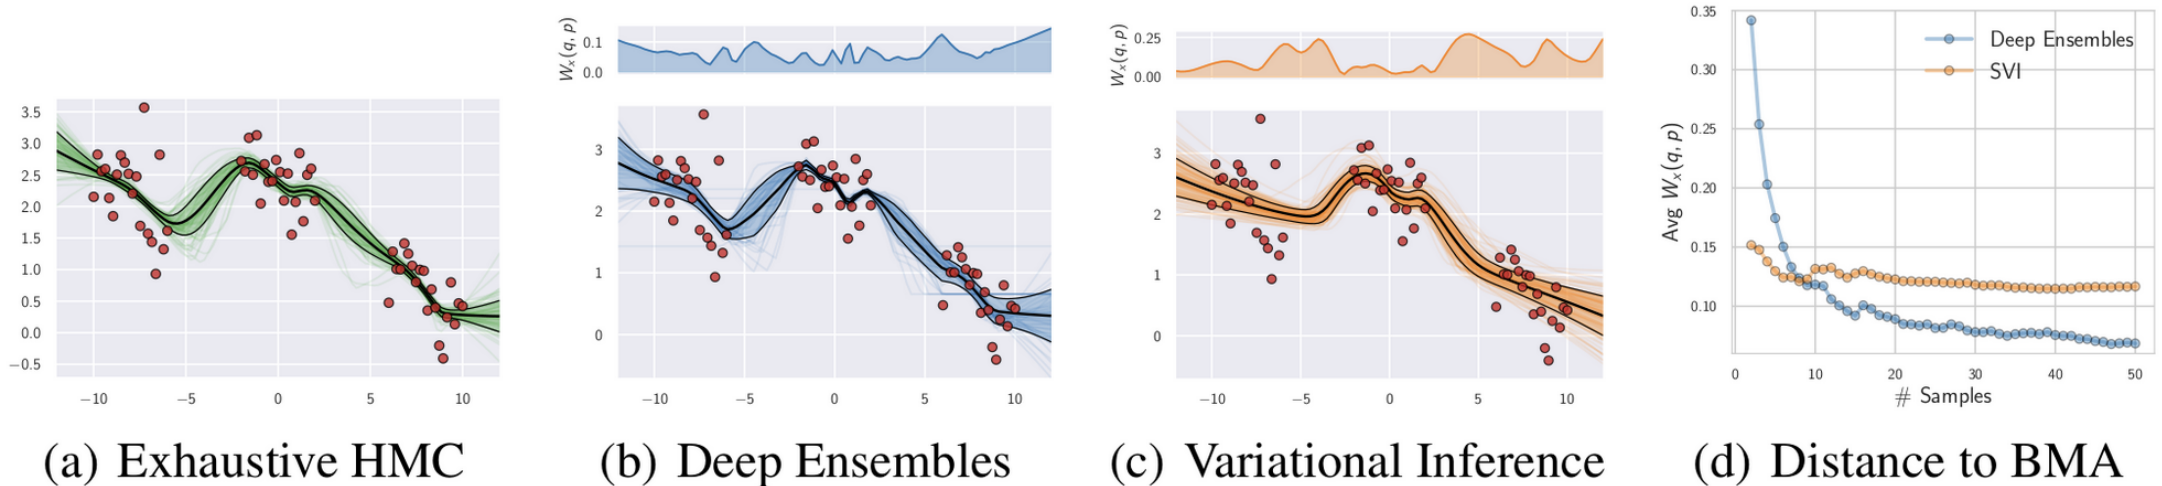 3.5
3.0
2.5
2.0
1.5
1.0
0.5
0.0
−0.5
−10 −5 0 5 10
(a) Exhaustive HMC
Wₓ(q, p)
0.1
0.0
3
2
1
0
−10 −5 0 5 10
(b) Deep Ensembles
Wₓ(q, p)
0.25
0.00
3
2
1
0
−10 −5 0 5 10
(c) Variational Inference
Avg Wₓ(q, p)
0.35
0.30
0.25
0.20
0.15
0.10
Deep Ensembles
SVI
0 10 20 30 40 50
# Samples
(d) Distance to BMA